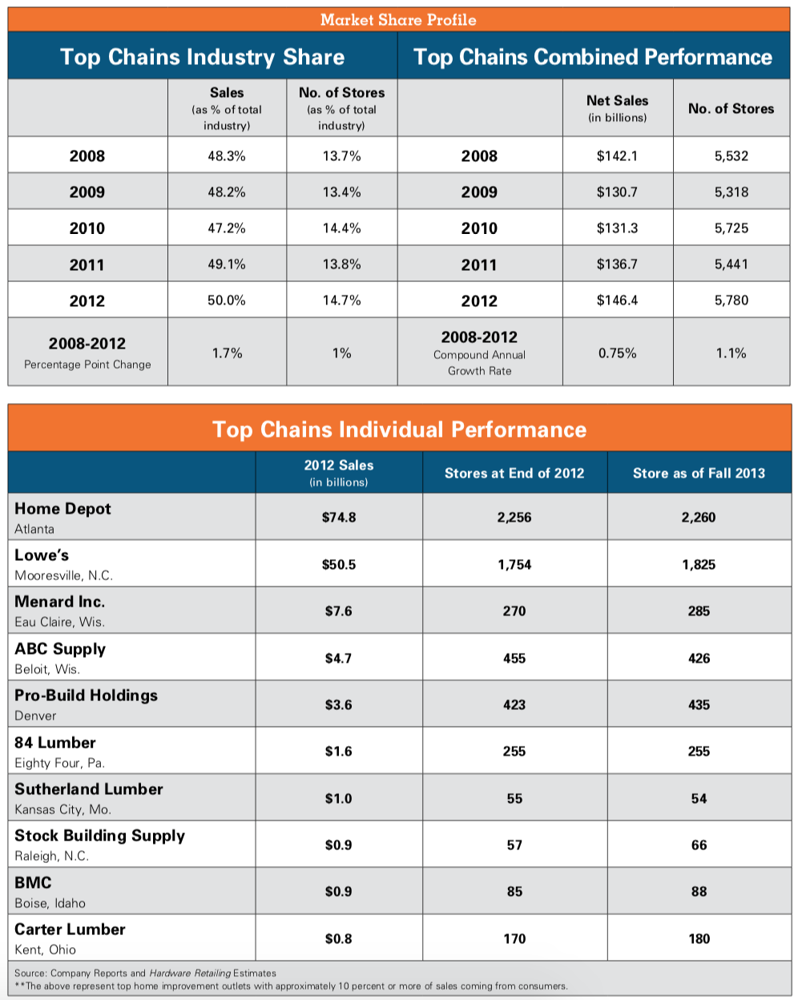 Market Share Profile
Top Chains Industry Share
Top Chains Combined Performance
Sales
(as % of total
industry)
No. of Stores
(as % of total
industry)
Net Sales
(in billions)
No. of Stores
2008 48.3% 13.7% 2008 $142.1 5,532
2009 48.2% 13.4% 2009 $130.7 5,318
2010 47.2% 14.4% 2010 $131.3 5,725
2011 49.1% 13.8% 2011 $136.7 5,441
2012 50.0% 14.7% 2012 $146.4 5,780
2008-2012
Percentage Point Change
1.7% 1%
2008-2012
Compound Annual
Growth Rate
0.75% 1.1%
Top Chains Individual Performance
2012 Sales
(in billions)
Stores at End of 2012
Store as of Fall 2013
Home Depot
Atlanta
$74.8 2,256 2,260
Lowe’s
Mooresville, N.C.
$50.5 1,754 1,825
Menard Inc.
Eau Claire, Wis.
$7.6 270 285
ABC Supply
Beloit, Wis.
$4.7 455 426
Pro-Build Holdings
Denver
$3.6 423 435
84 Lumber
Eighty Four, Pa.
$1.6 255 255
Sutherland Lumber
Kansas City, Mo.
$1.0 55 54
Stock Building Supply
Raleigh, N.C.
$0.9 57 66
BMC
Boise, Idaho
$0.9 85 88
Carter Lumber
Kent, Ohio
$0.8 170 180
Source: Company Reports and Hardware Retailing Estimates
**The above represent top home improvement outlets with approximately 10 percent or more of sales coming from consumers.